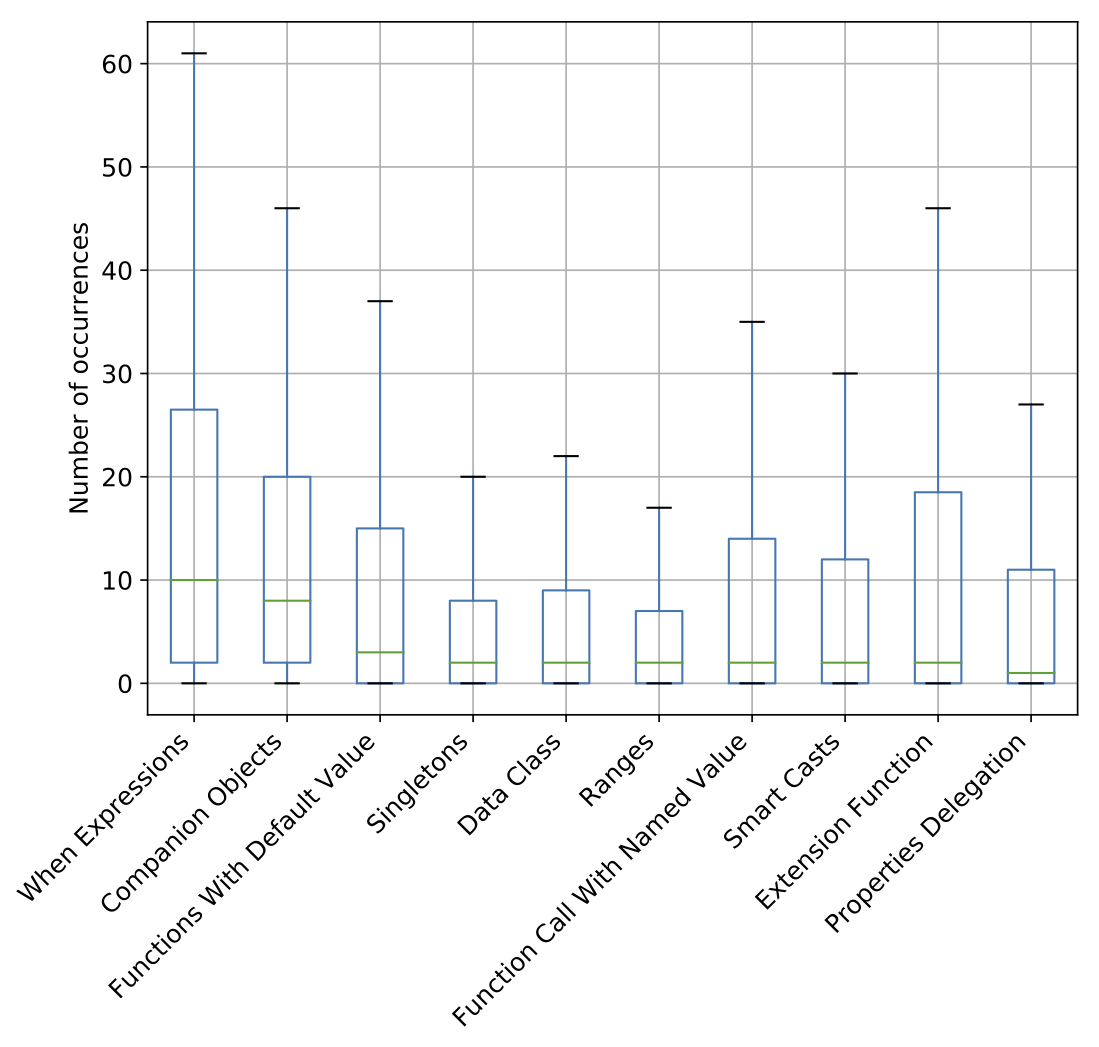 Number of occurrences
60
50
40
30
20
10
0
When Expressions
Companion Objects
Functions With Default Value
Singletons
Data Class
Ranges
Function Call With Named Value
Smart Casts
Extension Function
Properties Delegation